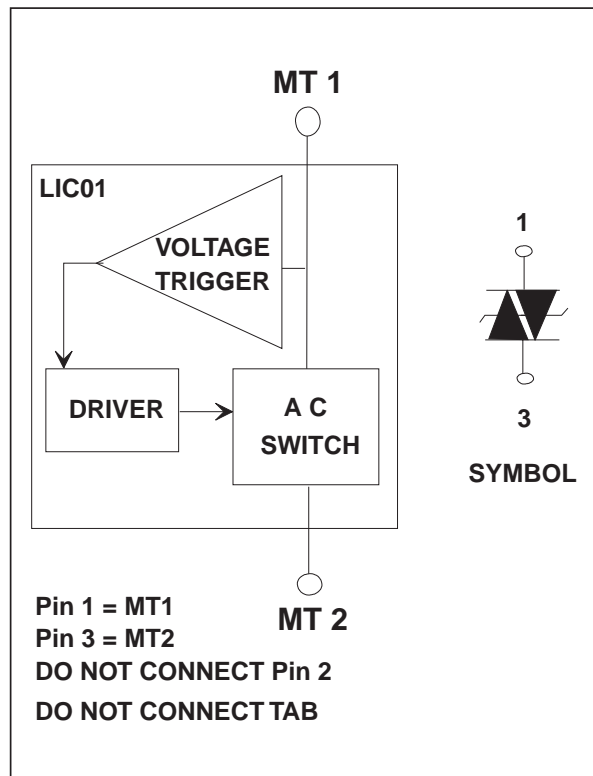 MT 1
LIC01
VOLTAGE
TRIGGER
DRIVER
A C
SWITCH
MT 2
1
3
SYMBOL
Pin 1 = MT1
Pin 3 = MT2
DO NOT CONNECT Pin 2
DO NOT CONNECT TAB